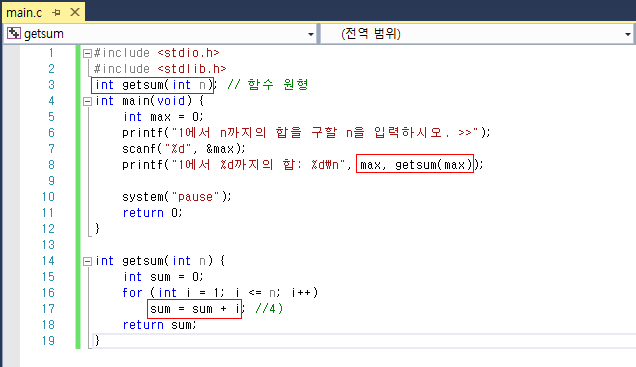 main.c
getsum (전역 범위)
1 #include <stdio.h>
2 #include <stdlib.h>
3 int getsum(int n); // 함수 원형
4 int main(void) {
5 int max = 0;
6 printf("1에서 n까지의 합을 구할 n을 입력하시오. >>");
7 scanf("%d", &max);
8 printf("1에서 %d까지의 합: %d₩n", max, getsum(max));
9
10 system("pause");
11 return 0;
12 }
13
14 int getsum(int n) {
15 int sum = 0;
16 for (int i = 1; i <= n; i++)
17 sum = sum + i; //4)
18 return sum;
19 }